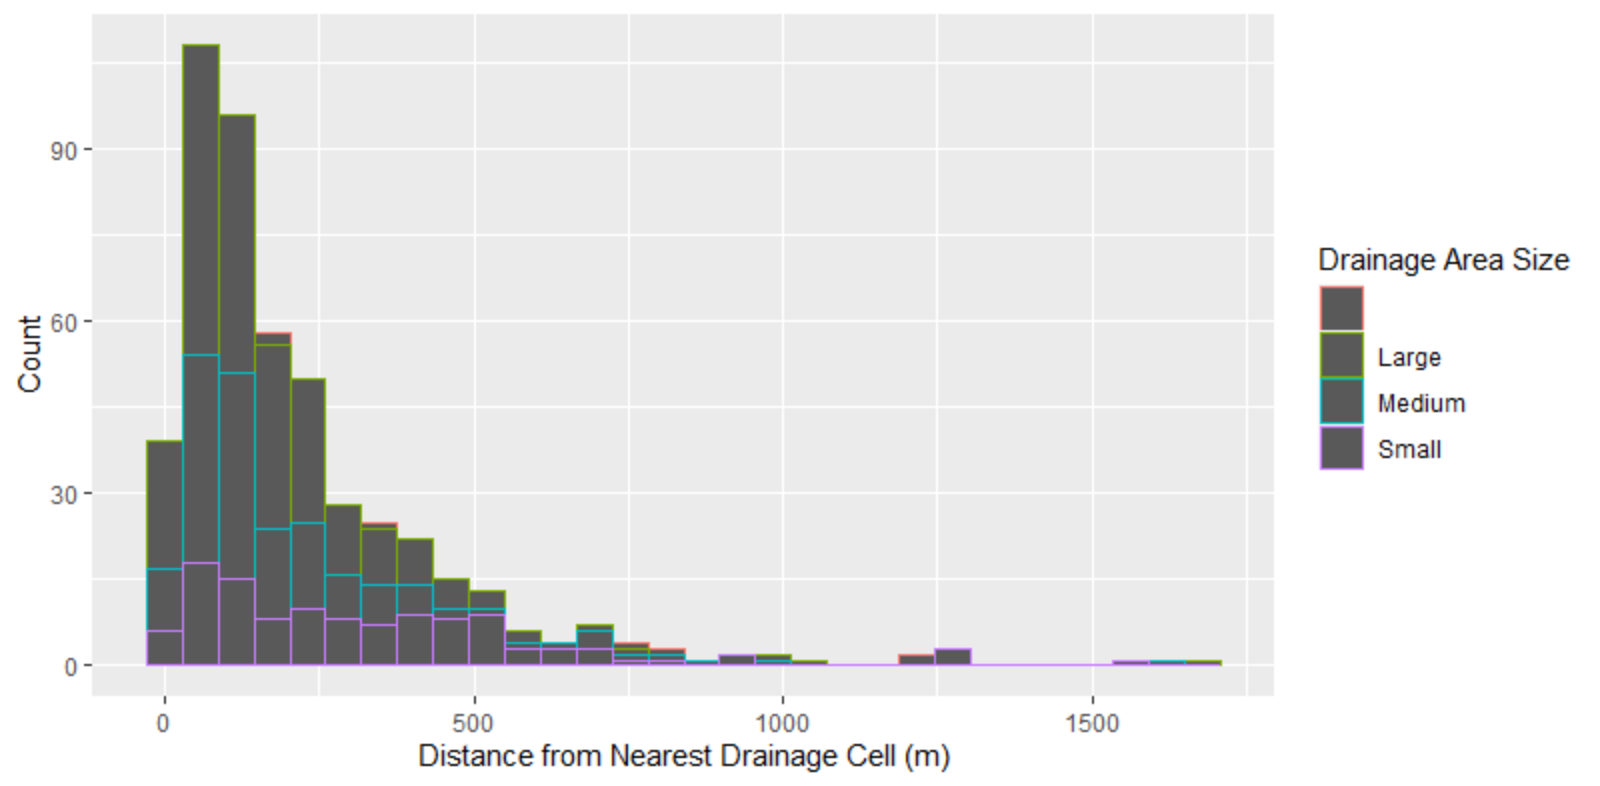 90
60
30
0
Count
0 500 1000 1500
Distance from Nearest Drainage Cell (m)
Drainage Area Size
Large
Medium
Small